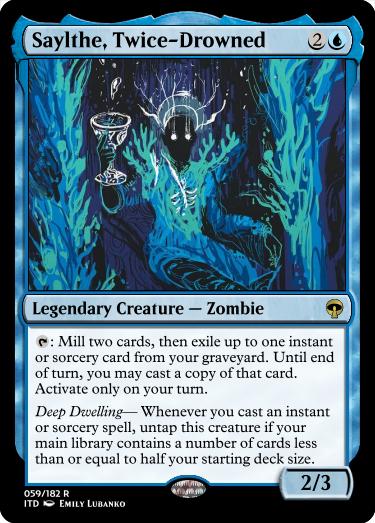 Saylthe, Twice-Drowned 2
Legendary Creature — Zombie
: Mill two cards, then exile up to one instant
or sorcery card from your graveyard. Until end
of turn, you may cast a copy of that card.
Activate only on your turn.
Deep Dwelling— Whenever you cast an instant
or sorcery spell, untap this creature if your
main library contains a number of cards less
than or equal to half your starting deck size.
2/3
059/182 R
ITD EMILY LUBANKO